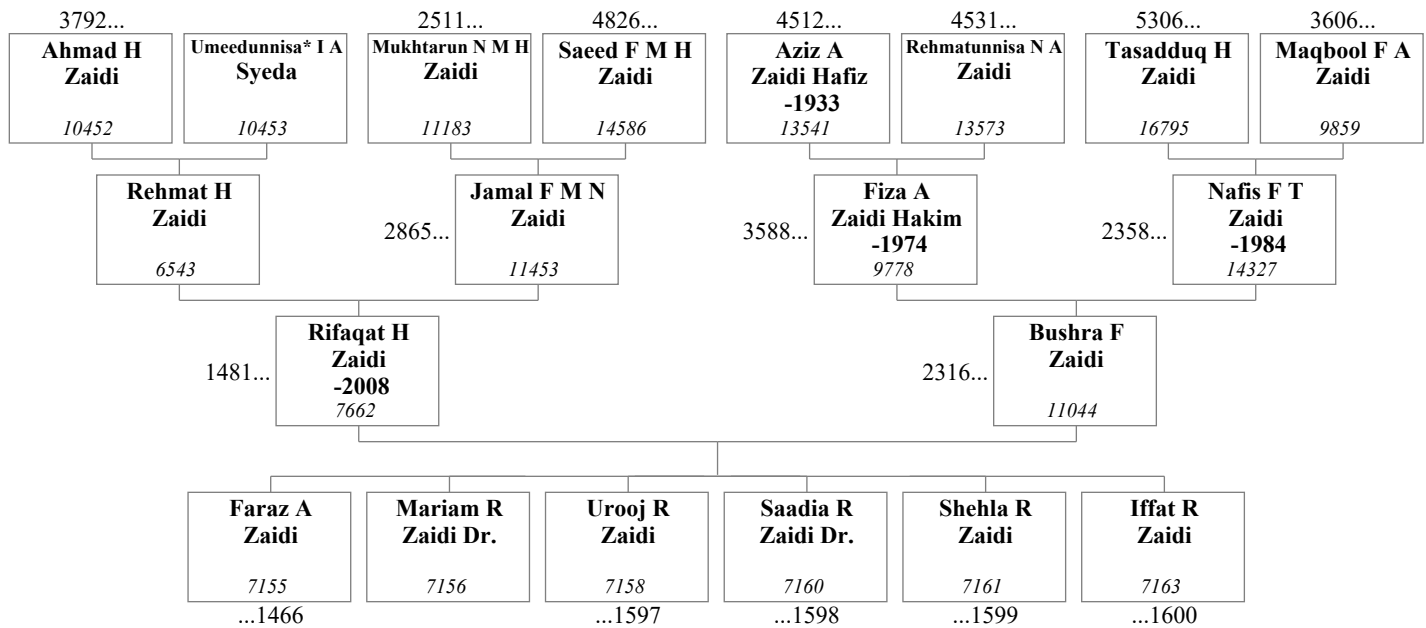 3792...
2511...
4826...
4512...
4531...
5306...
3606...
Ahmad H
Zaidi
10452
Umeedunnisa* I A
Syeda
10453
Mukhtarun N M H
Zaidi
11183
Saeed F M H
Zaidi
14586
Aziz A
Zaidi Hafiz
-1933
13541
Rehmatunnisa N A
Zaidi
13573
Tasadduq H
Zaidi
16795
Maqbool F A
Zaidi
9859
Rehmat H
Zaidi
6543
2865...
Jamal F M N
Zaidi
11453
3588...
Fiza A
Zaidi Hakim
-1974
9778
2358...
Nafis F T
Zaidi
-1984
14327
1481...
Rifaqat H
Zaidi
-2008
7662
2316...
Bushra F
Zaidi
11044
Faraz A
Zaidi
7155
...1466
Mariam R
Zaidi Dr.
7156
Urooj R
Zaidi
7158
...1597
Saadia R
Zaidi Dr.
7160
...1598
Shehla R
Zaidi
7161
...1599
Iffat R
Zaidi
7163
...1600